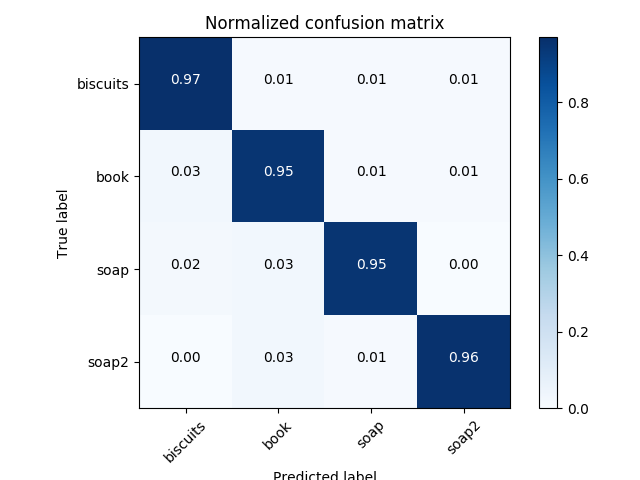 Normalized confusion matrix
True label
biscuits 0.97 0.01 0.01 0.01
book 0.03 0.95 0.01 0.01
soap 0.02 0.03 0.95 0.00
soap2 0.00 0.03 0.01 0.96
biscuits book soap soap2
Predicted label
0.8
0.6
0.4
0.2
0.0